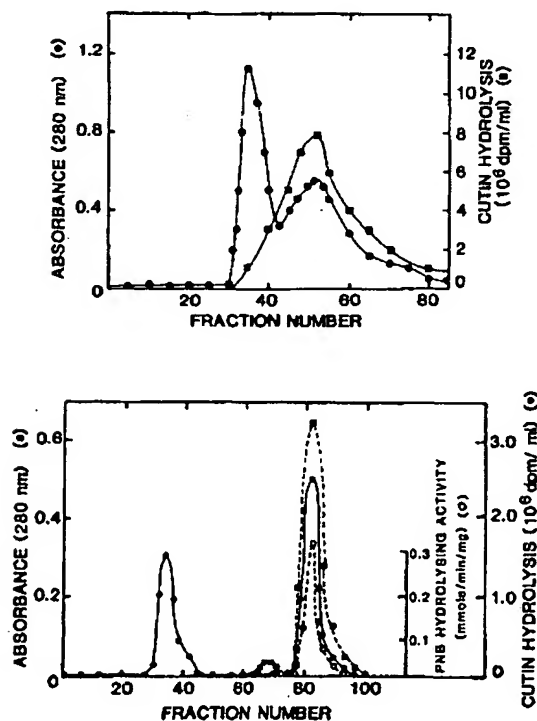 ABSORBANCE (280 nm) (●)
1.2
0.8
0.4
0
12
10
8
6
4
2
0
CUTIN HYDROLYSIS
(10⁶ dpm/ml) (■)
20 40 60 80
FRACTION NUMBER
ABSORBANCE (280 nm) (●)
0.6
0.4
0.2
0
0.3
0.2
0.1
PNB HYDROLYSING ACTIVITY
(mmols/min/mg) (o)
3.0
2.0
1.0
0
CUTIN HYDROLYSIS (10⁶ dpm/ ml) (■)
20 40 60 80 100
FRACTION NUMBER